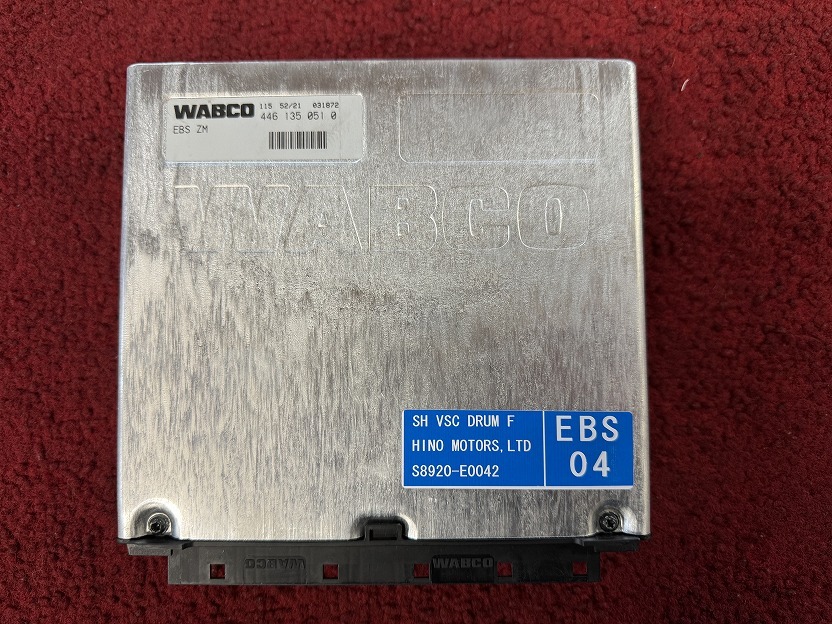 WABCO 115 52/21 031872
446 135 051 0
EBS ZM
WABCO
SH VSC DRUM F
HINO MOTORS,LTD
S8920-E0042
EBS
04
WABCO
WABCO